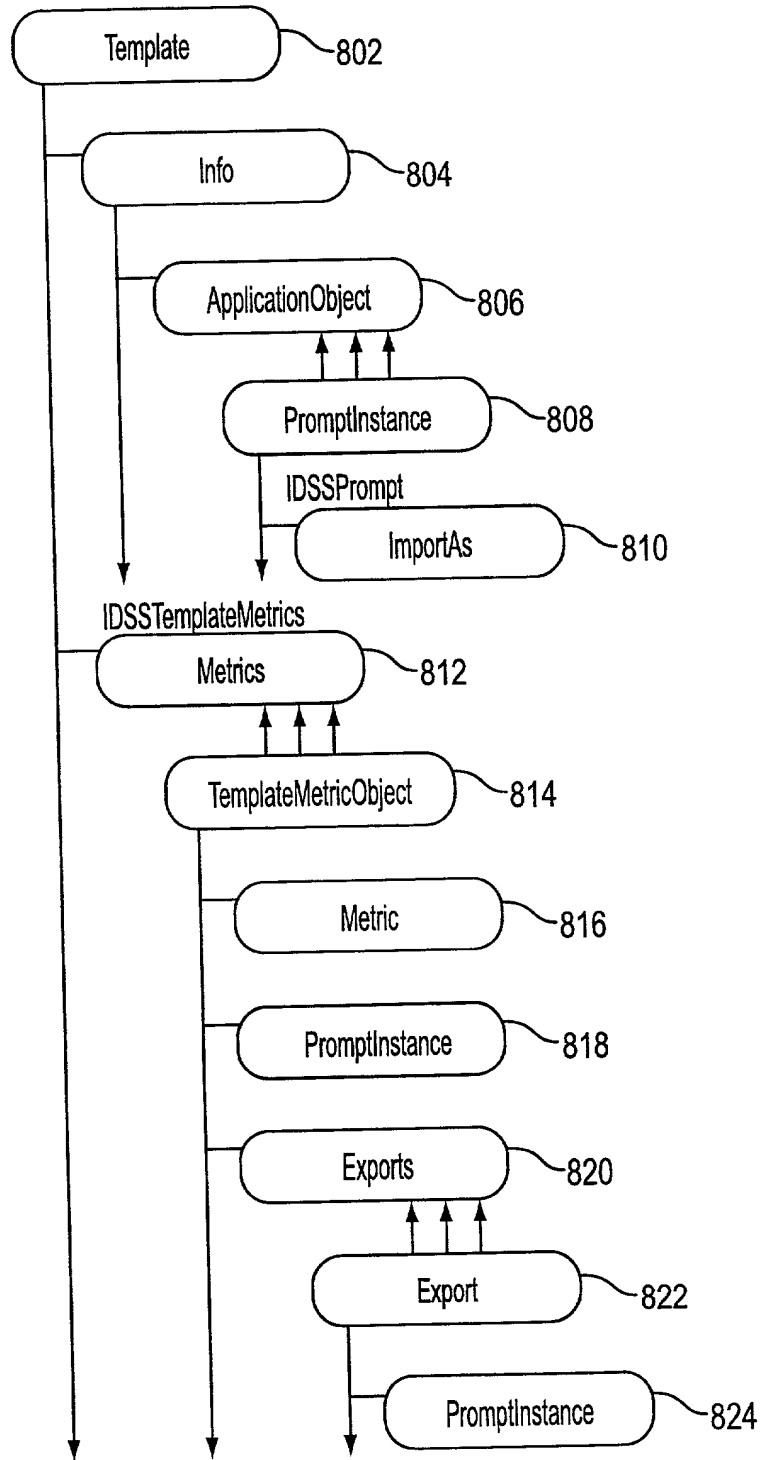 Template 802
Info 804
ApplicationObject 806
PromptInstance 808
IDSSPrompt
ImportAs 810
IDSSTemplateMetrics
Metrics 812
TemplateMetricObject 814
Metric 816
PromptInstance 818
Exports 820
Export 822
PromptInstance 824